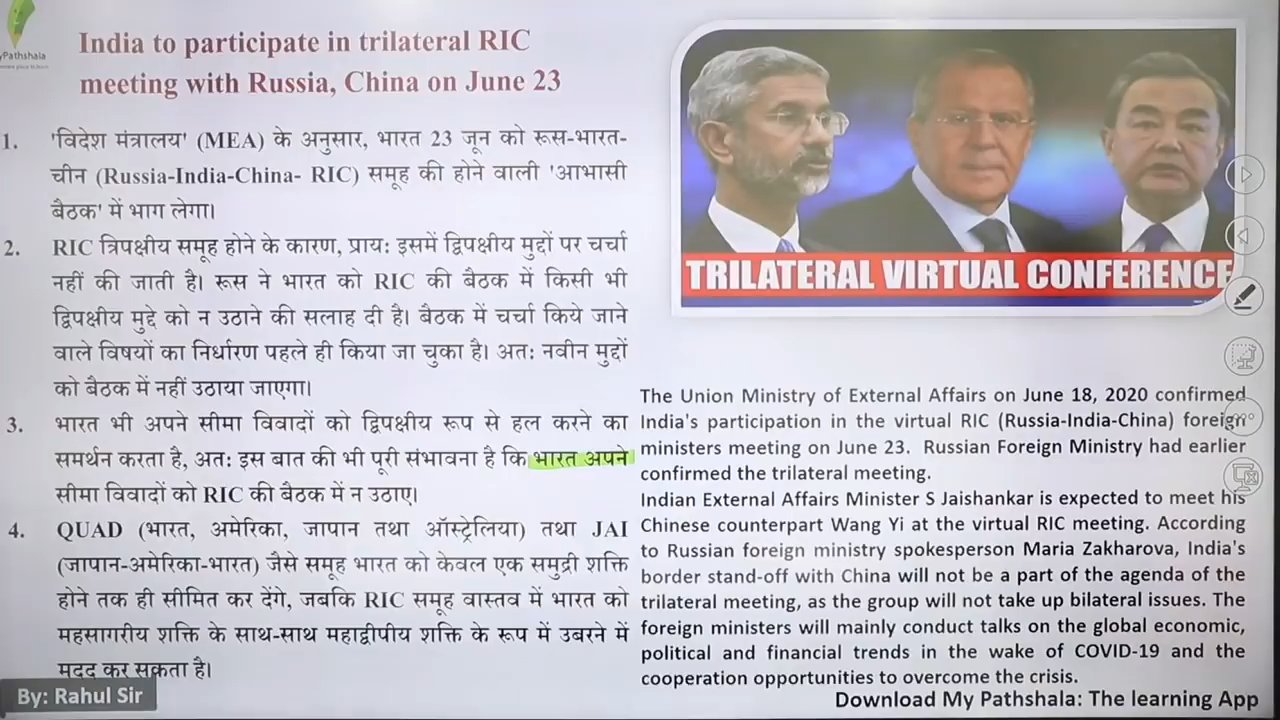 Pathshala
India to participate in trilateral RIC
meeting with Russia, China on June 23
1. 'विदेश मंत्रालय' (MEA) के अनुसार, भारत 23 जून को रूस-भारत-
चीन (Russia-India-China- RIC) समूह की होने वाली 'आभासी
बैठक' में भाग लेगा।
2. RIC त्रिपक्षीय समूह होने के कारण, प्राय: इसमें द्विपक्षीय मुद्दों पर चर्चा
नहीं की जाती है। रूस ने भारत को RIC की बैठक में किसी भी
द्विपक्षीय मुद्दे को न उठाने की सलाह दी है। बैठक में चर्चा किये जाने
वाले विषयों का निर्धारण पहले ही किया जा चुका है। अत: नवीन मुद्दों
को बैठक में नहीं उठाया जाएगा।
3. भारत भी अपने सीमा विवादों को द्विपक्षीय रूप से हल करने का
समर्थन करता है, अत: इस बात की भी पूरी संभावना है कि भारत अपने
सीमा विवादों को RIC की बैठक में न उठाए।
4. QUAD (भारत, अमेरिका, जापान तथा ऑस्ट्रेलिया) तथा JAI
(जापान-अमेरिका-भारत) जैसे समूह भारत को केवल एक समुद्री शक्ति
होने तक ही सीमित कर देंगे, जबकि RIC समूह वास्तव में भारत को
महासागरीय शक्ति के साथ-साथ महाद्वीपीय शक्ति के रूप में उबरने में
मदद कर सकता है।
By: Rahul Sir
TRILATERAL VIRTUAL CONFERENCE
The Union Ministry of External Affairs on June 18, 2020 confirmed
India's participation in the virtual RIC (Russia-India-China) foreign
ministers meeting on June 23. Russian Foreign Ministry had earlier
confirmed the trilateral meeting.
Indian External Affairs Minister S Jaishankar is expected to meet his
Chinese counterpart Wang Yi at the virtual RIC meeting. According
to Russian foreign ministry spokesperson Maria Zakharova, India's
border stand-off with China will not be a part of the agenda of the
trilateral meeting, as the group will not take up bilateral issues. The
foreign ministers will mainly conduct talks on the global economic,
political and financial trends in the wake of COVID-19 and the
cooperation opportunities to overcome the crisis.
Download My Pathshala: The learning App